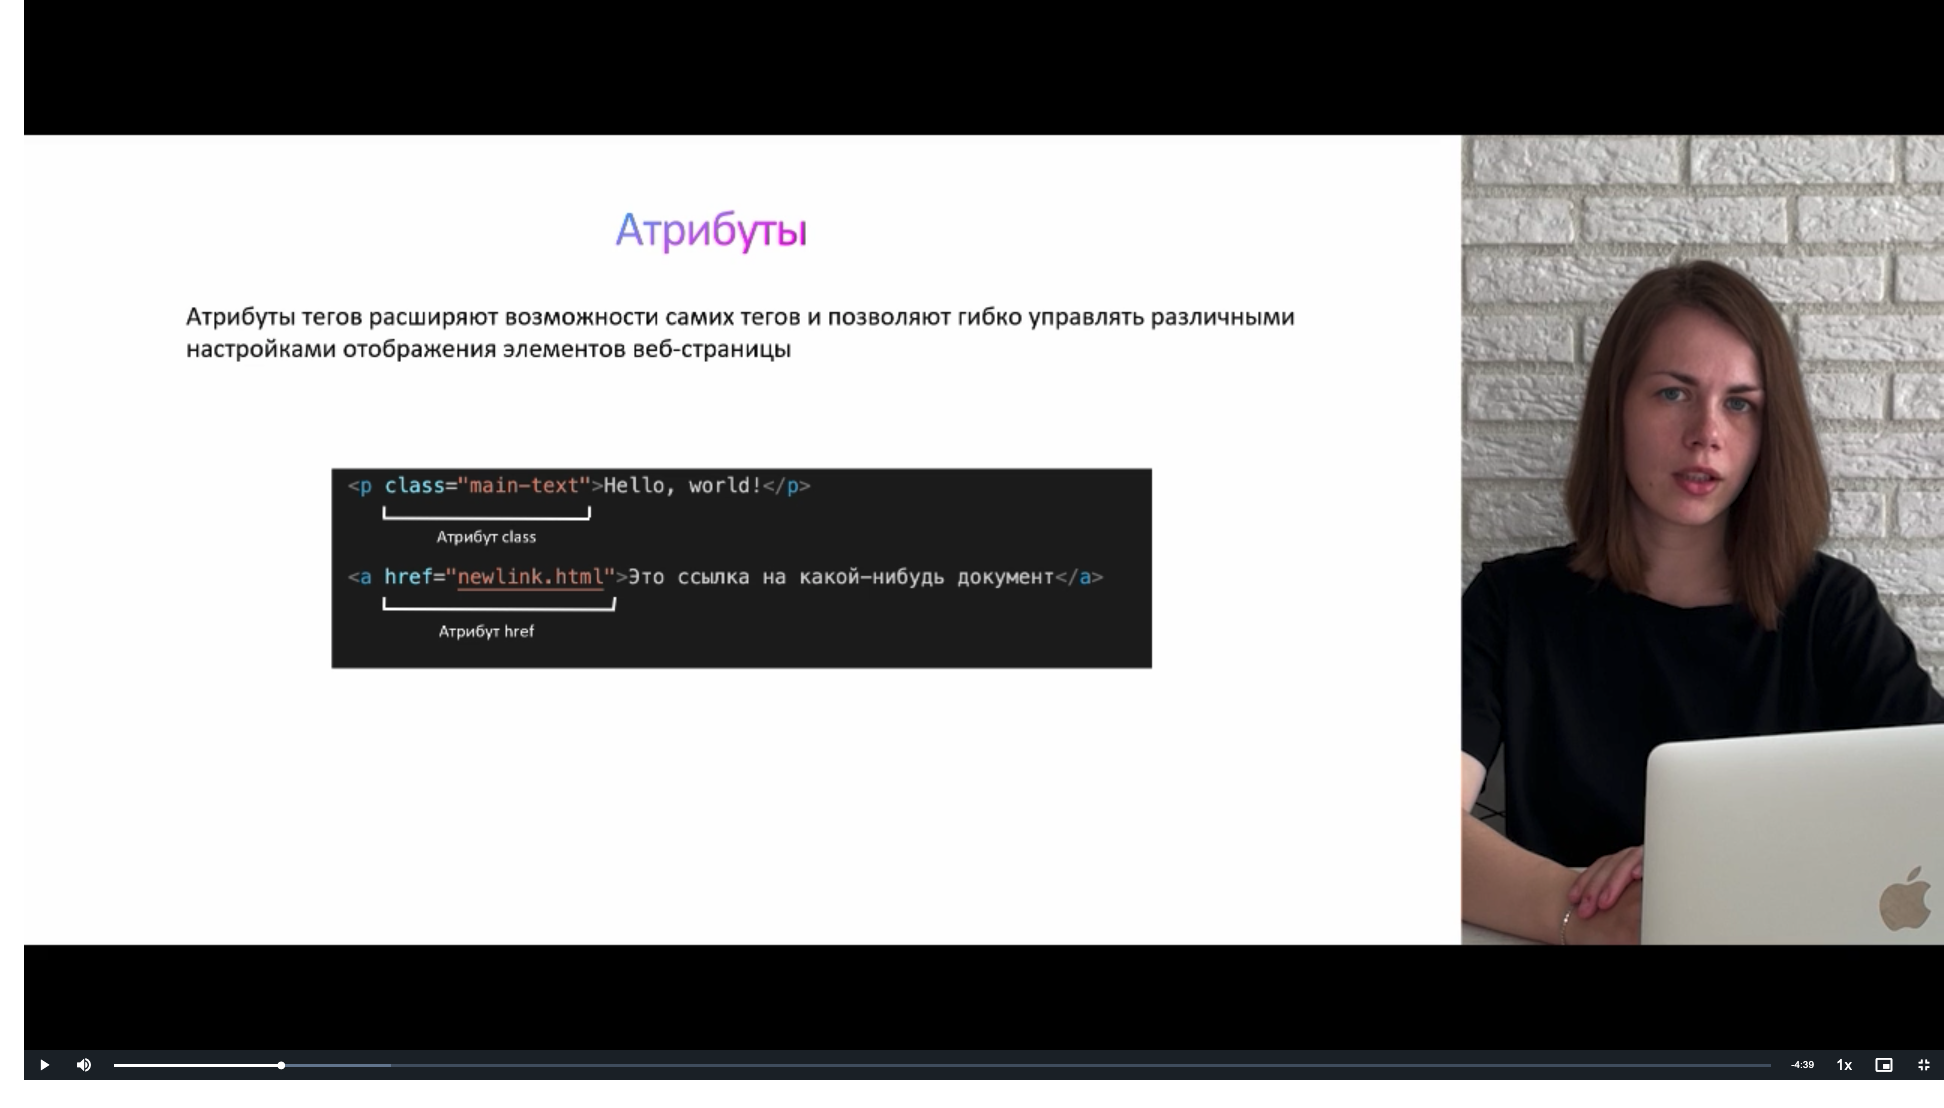 Атрибуты
Атрибуты тегов расширяют возможности самих тегов и позволяют гибко управлять различными
настройками отображения элементов веб-страницы
<p class="main-text">Hello, world!</p>
Атрибут class
<a href="newlink.html">Это ссылка на какой-нибудь документ</a>
Атрибут href
-4:39
1x